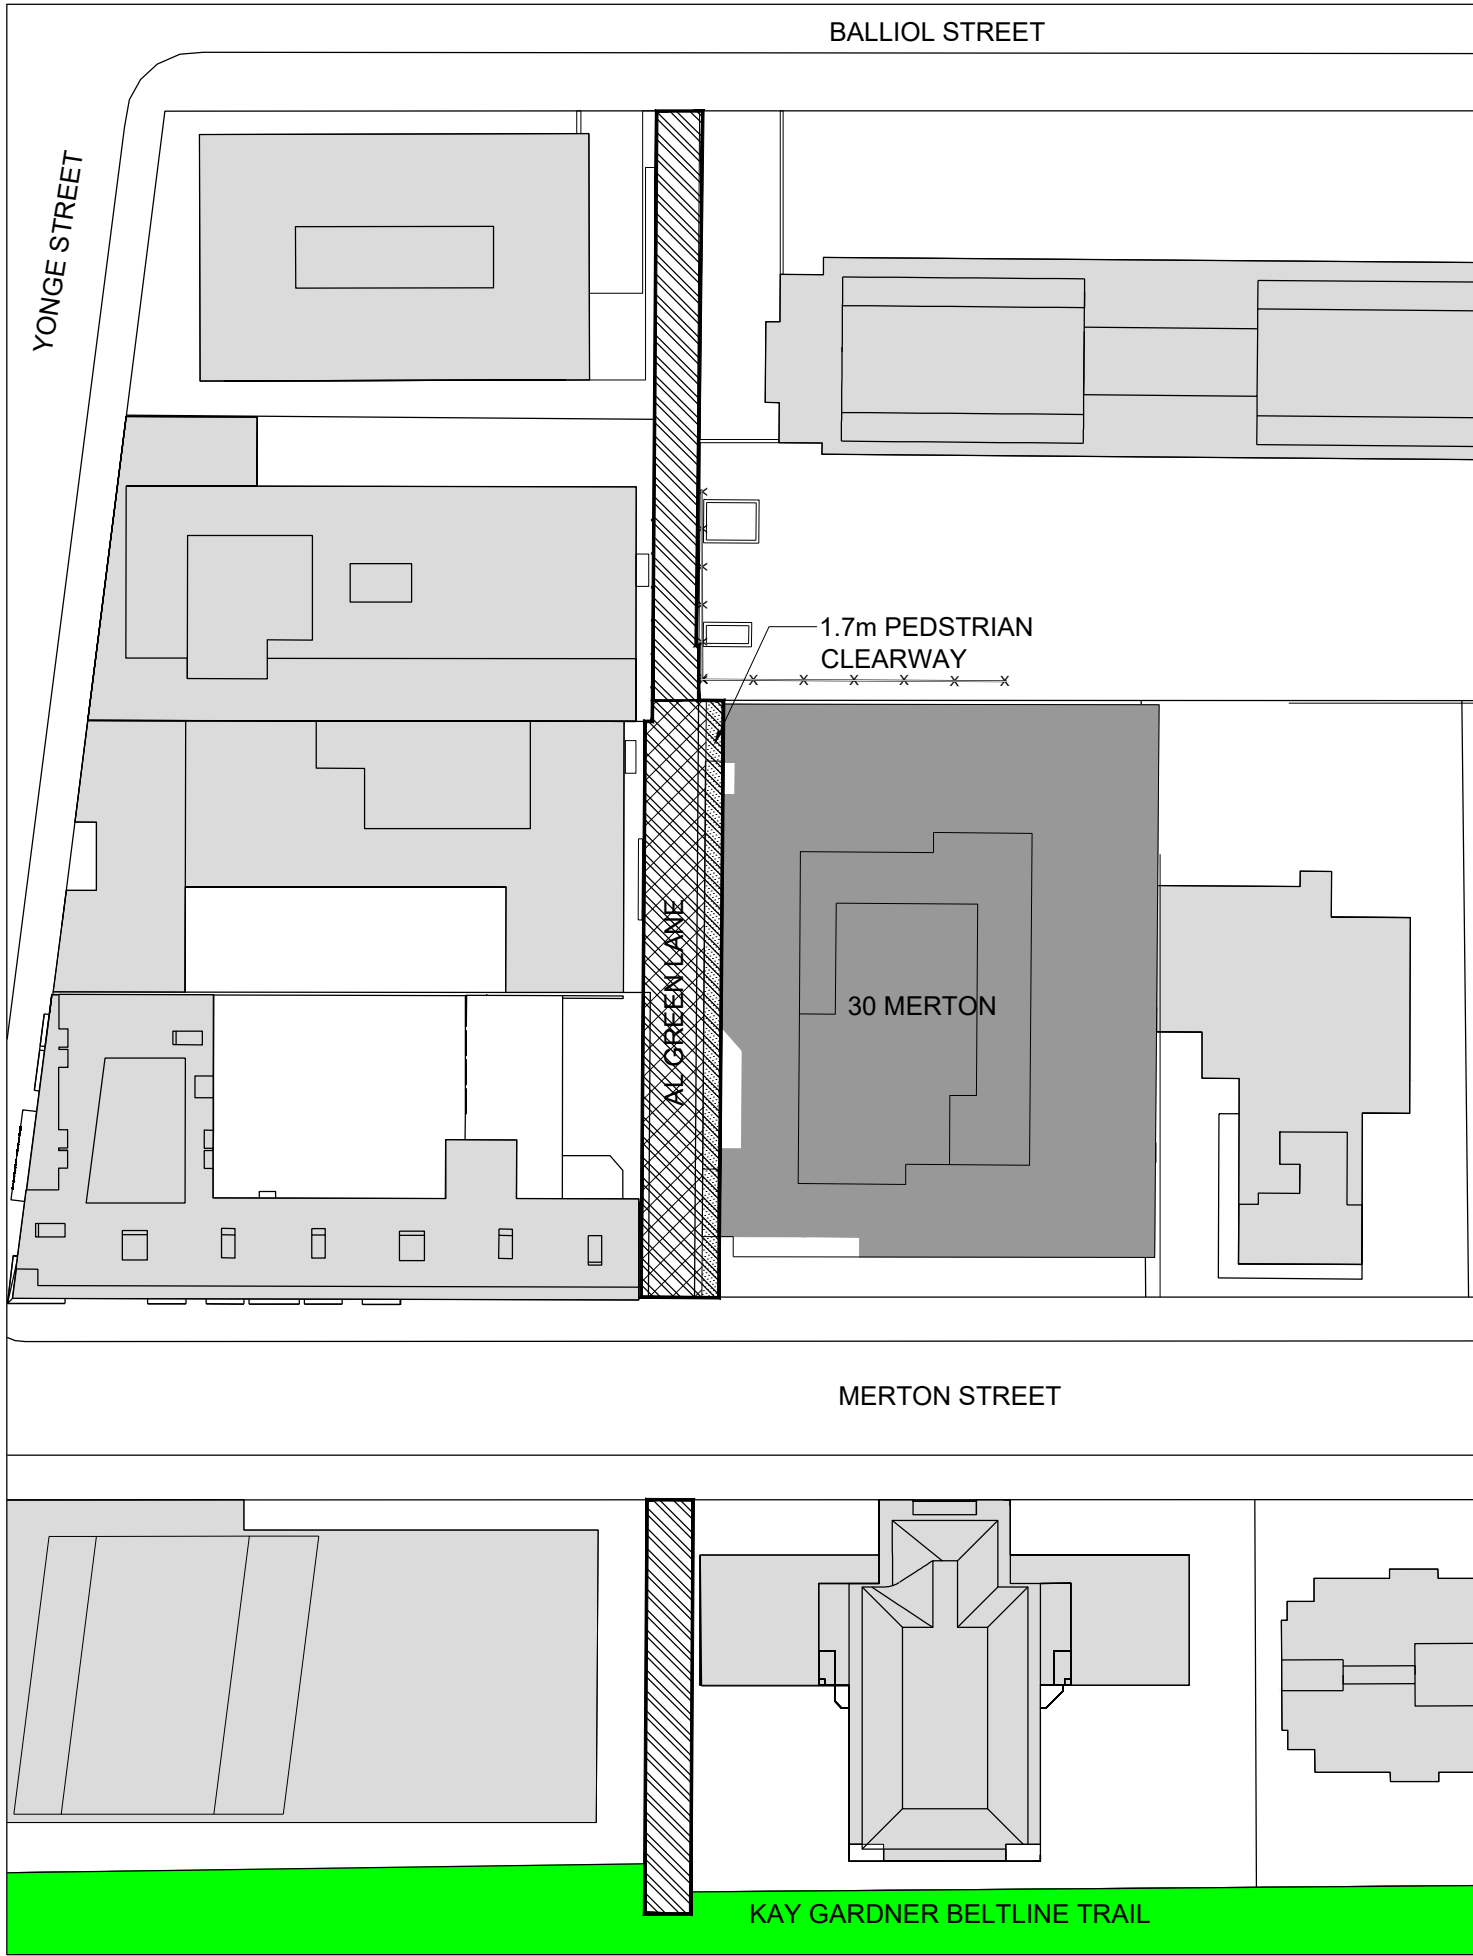 BALLIOL STREET
YONGE STREET
1.7m PEDSTRIAN
CLEARWAY
AL GREEN LANE
30 MERTON
MERTON STREET
KAY GARDNER BELTLINE TRAIL